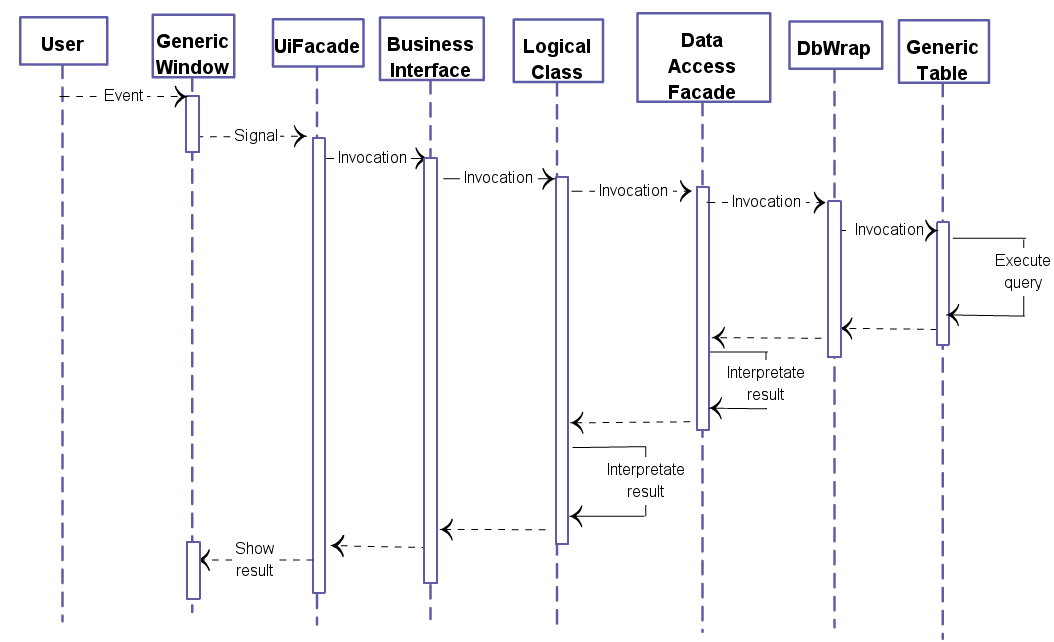 User
Generic
Window
UiFacade
Business
Interface
Logical
Class
Data
Access
Facade
DbWrap
Generic
Table
Event
Signal
Invocation
Invocation
Invocation
Invocation
Invocation
Execute
query
Interpretate
result
Interpretate
result
Show
result